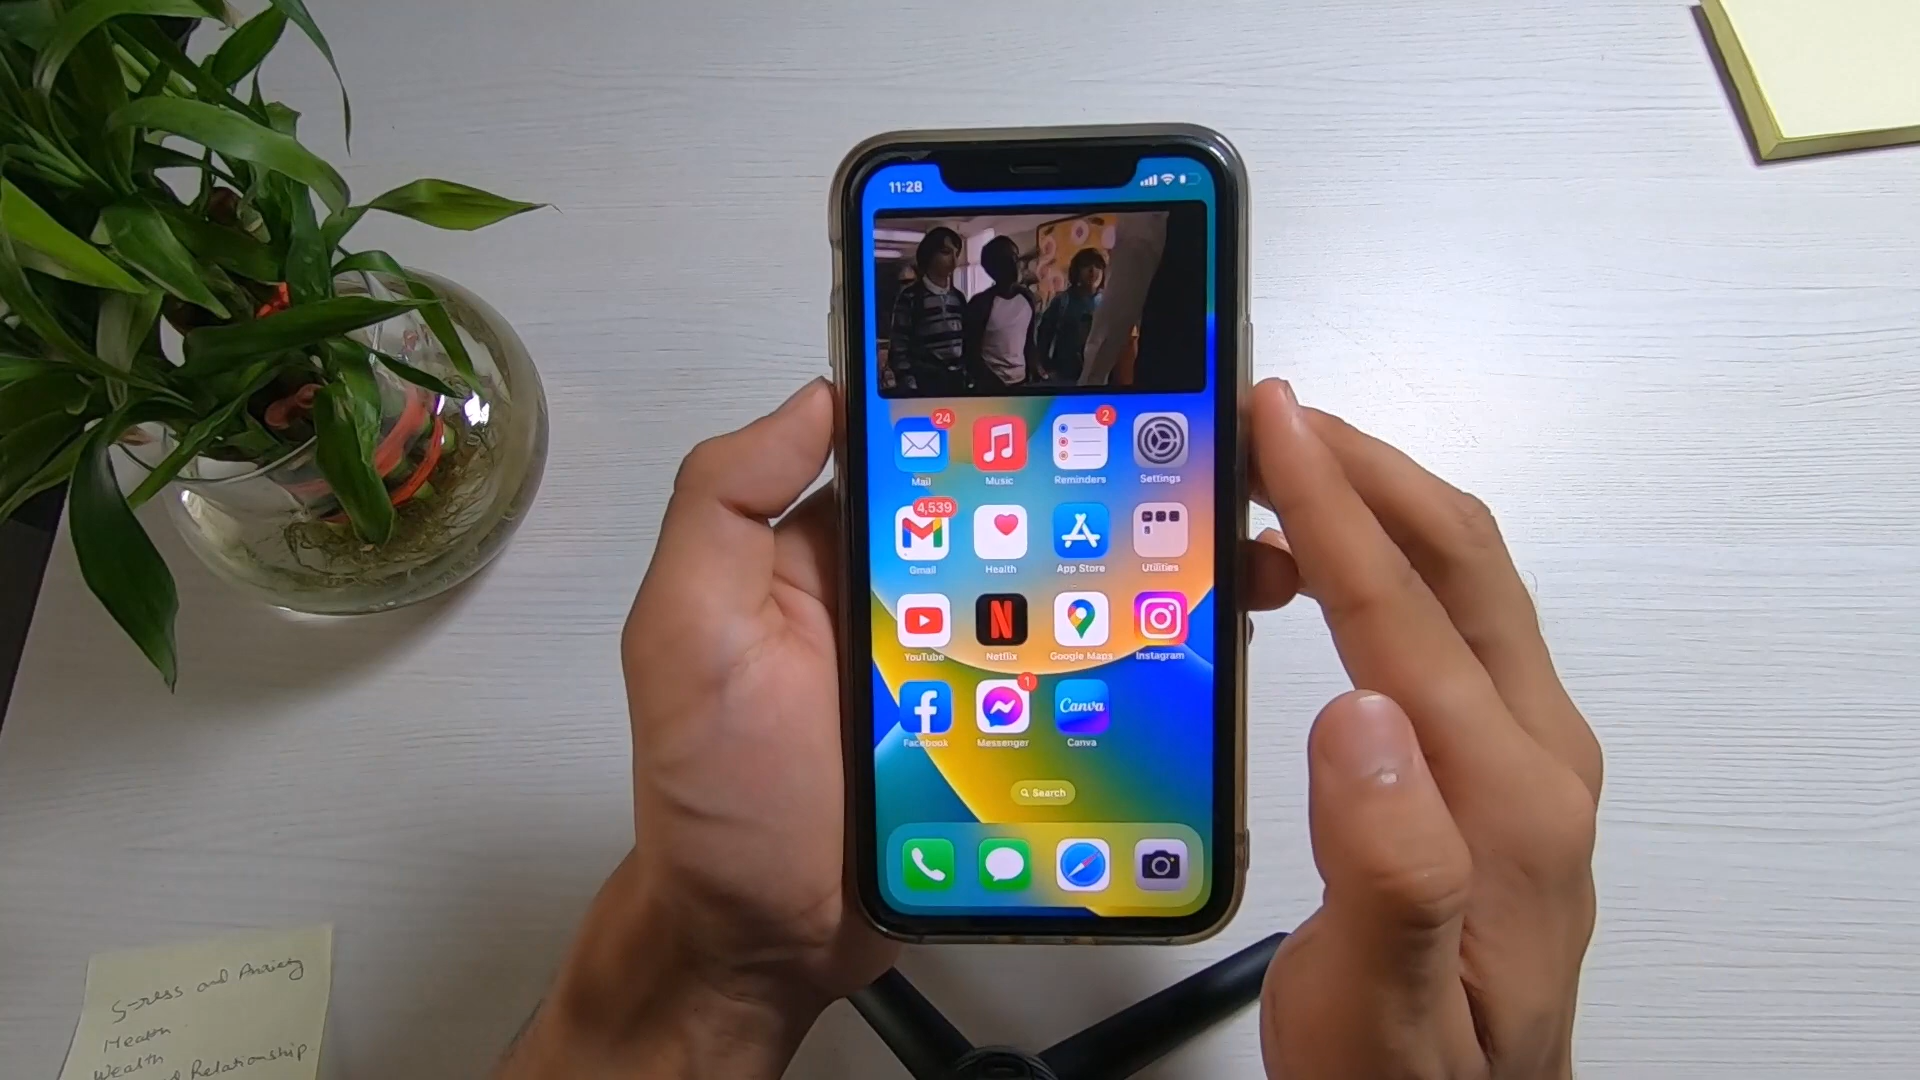 11:28
24
2
Mail Music Reminders Settings
4,539
Gmail Health App Store Utilities
N
YouTube Netflix Google Maps Instagram
1
Canva
Facebook Messenger Canva
Search
Stress and Anxiety
Health
Wealth
Relationship